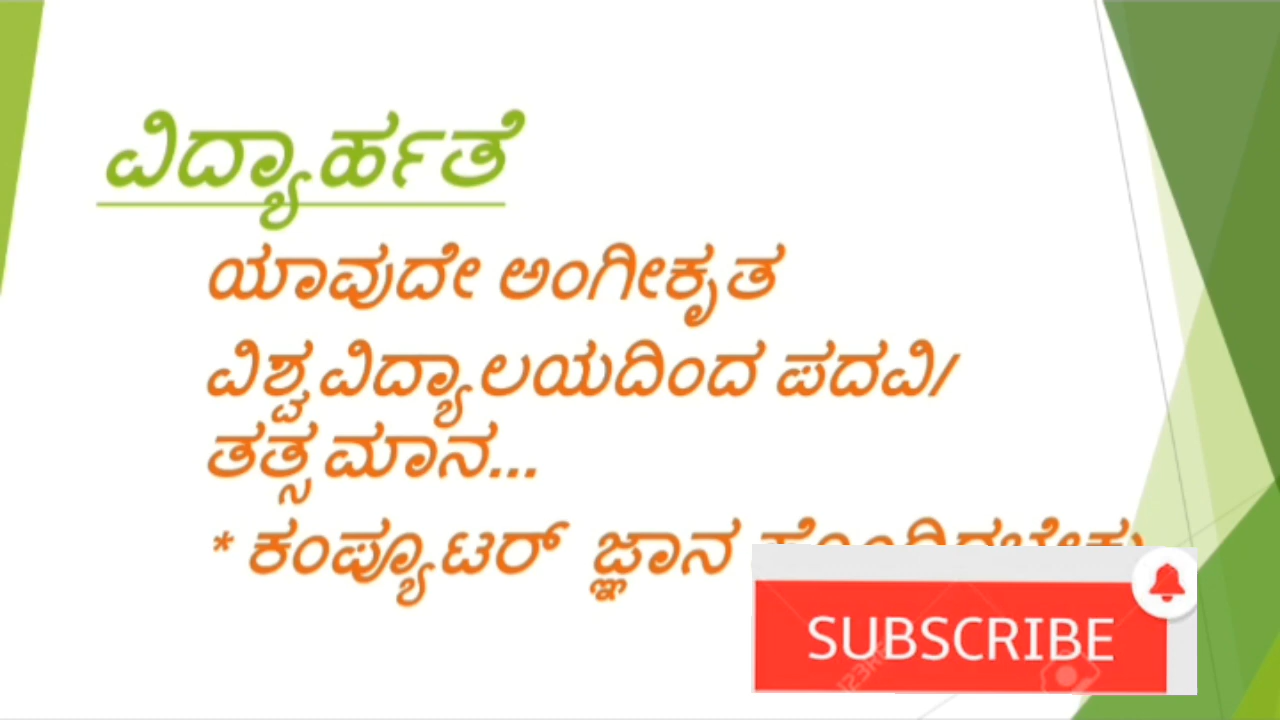 ವಿದ್ಯಾರ್ಹತೆ
ಯಾವುದೇ ಅಂಗೀಕೃತ
ವಿಶ್ವವಿದ್ಯಾಲಯದಿಂದ ಪದವಿ/
ತತ್ಸಮಾನ...
* ಕಂಪ್ಯೂಟರ್ ಜ್ಞಾನ
SUBSCRIBE